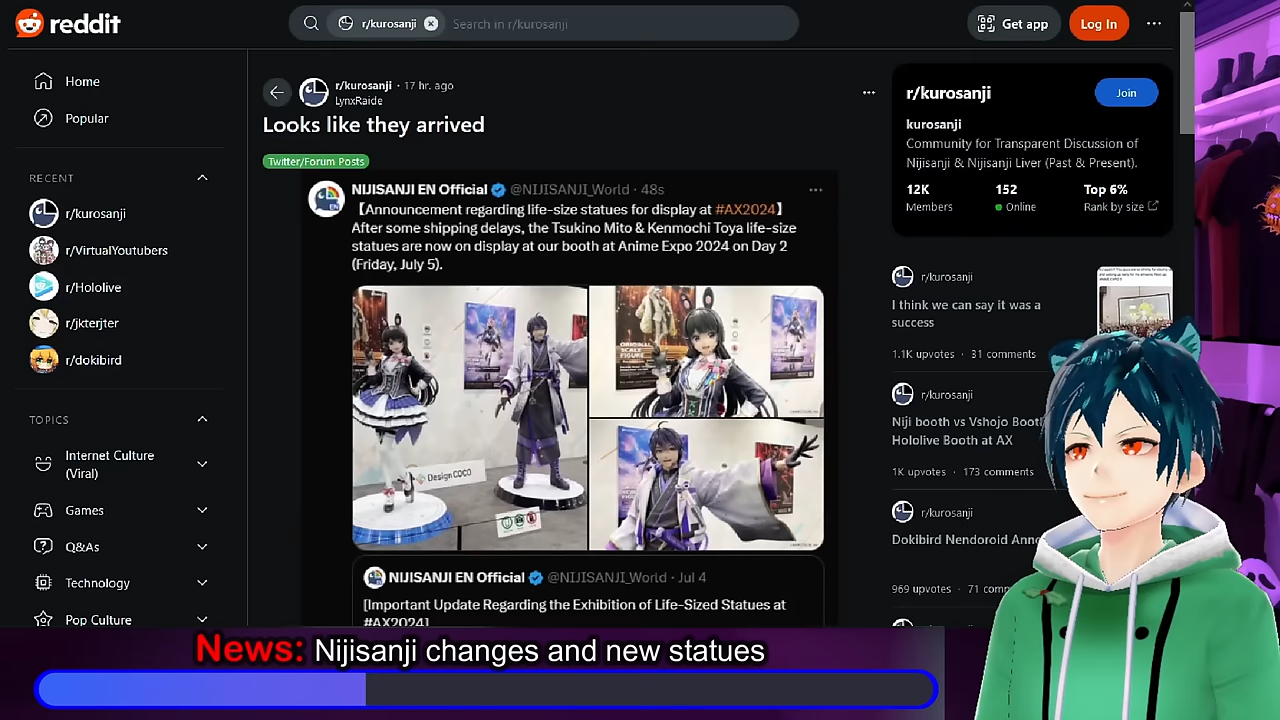 reddit
r/kurosanji
Search in r/kurosanji
Get app
Log In
Home
Popular
RECENT
r/kurosanji
r/VirtualYoutubers
r/Hololive
r/jkterjter
r/dokibird
TOPICS
Internet Culture
(Viral)
Games
Q&As
Technology
Pop Culture
r/kurosanji · 17 hr. ago
LynxRaide
Looks like they arrived
Twitter/Forum Posts
NIJISANJI EN Official @NIJISANJI_World · 48s
【Announcement regarding life-size statues for display at #AX2024】
After some shipping delays, the Tsukino Mito & Kenmochi Toya life-size
statues are now on display at our booth at Anime Expo 2024 on Day 2
(Friday, July 5).
Design COCO
NIJISANJI EN Official @NIJISANJI_World · Jul 4
[Important Update Regarding the Exhibition of Life-Sized Statues at
#AX2024]
r/kurosanji
Join
kurosanji
Community for Transparent Discussion of
Nijisanji & Nijisanji Liver (Past & Present).
12K 152 Top 6%
Members Online Rank by size
r/kurosanji
I think we can say it was a
success
1.1K upvotes · 31 comments
r/kurosanji
Niji booth vs Vshojo Booth
Hololive Booth at AX
1K upvotes · 173 comments
r/kurosanji
Dokibird Nendoroid Anno
969 upvotes · 71 comm
News: Nijisanji changes and new statues